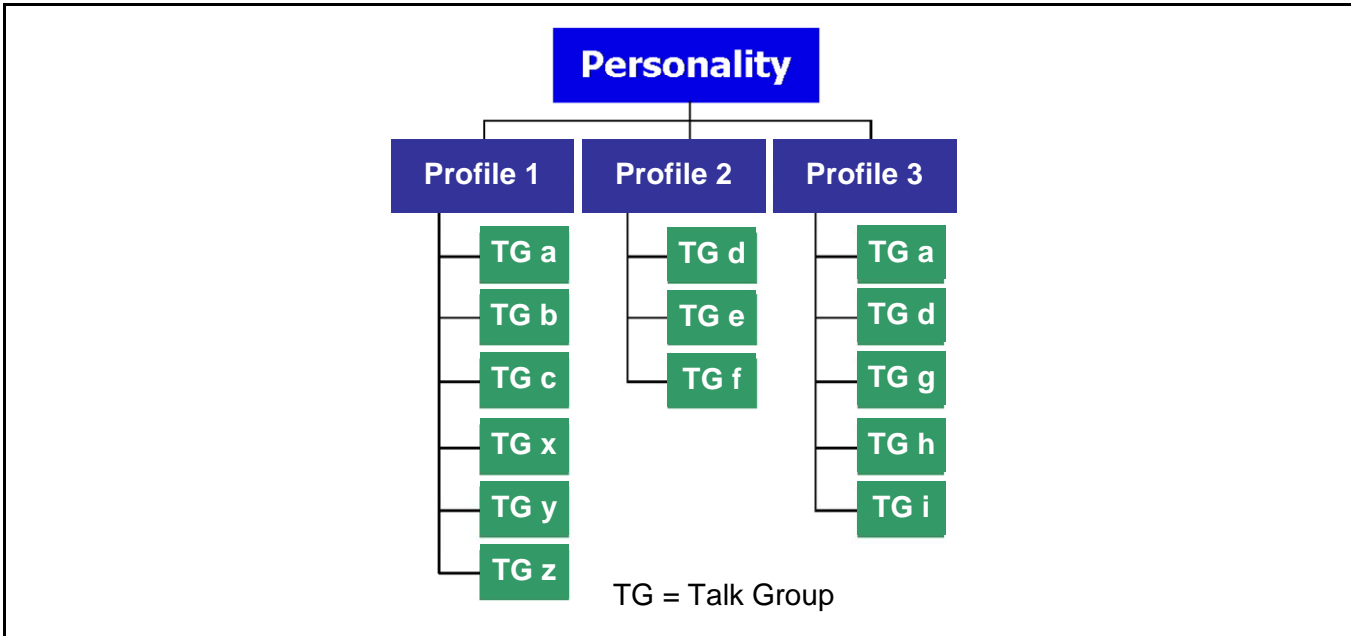 Personality
Profile 1
Profile 2
Profile 3
TG a
TG b
TG c
TG x
TG y
TG z
TG d
TG e
TG f
TG a
TG d
TG g
TG h
TG i
TG = Talk Group